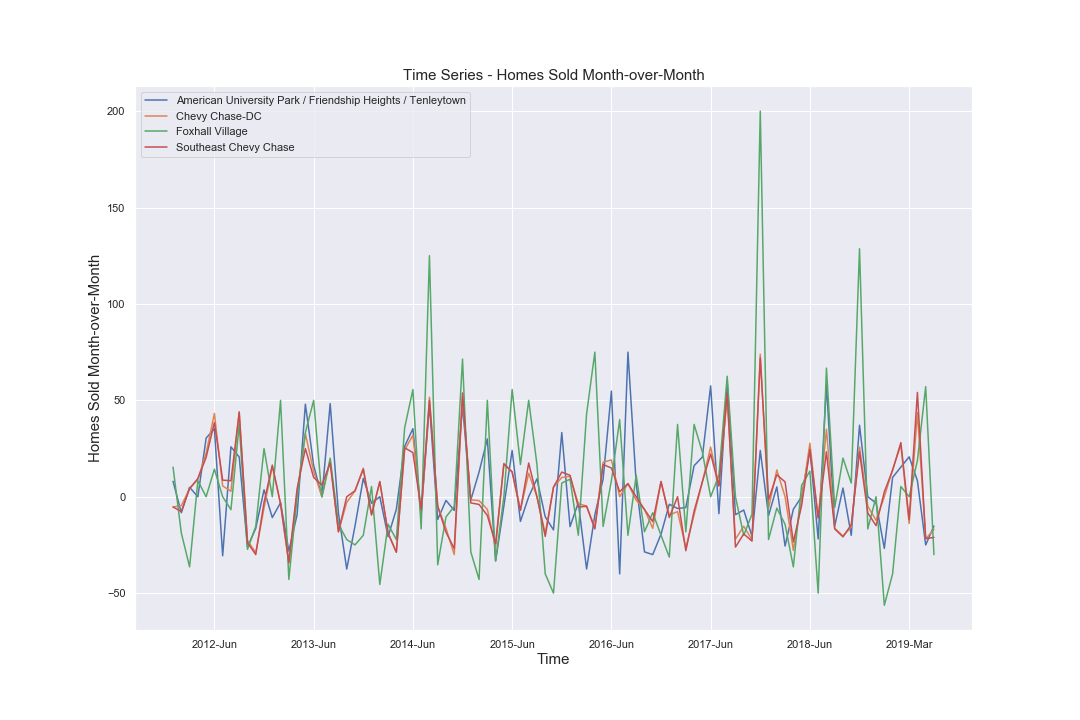 Time Series - Homes Sold Month-over-Month
American University Park / Friendship Heights / Tenleytown
Chevy Chase-DC
Foxhall Village
Southeast Chevy Chase
Homes Sold Month-over-Month
200
150
100
50
0
−50
2012-Jun 2013-Jun 2014-Jun 2015-Jun 2016-Jun 2017-Jun 2018-Jun 2019-Mar
Time